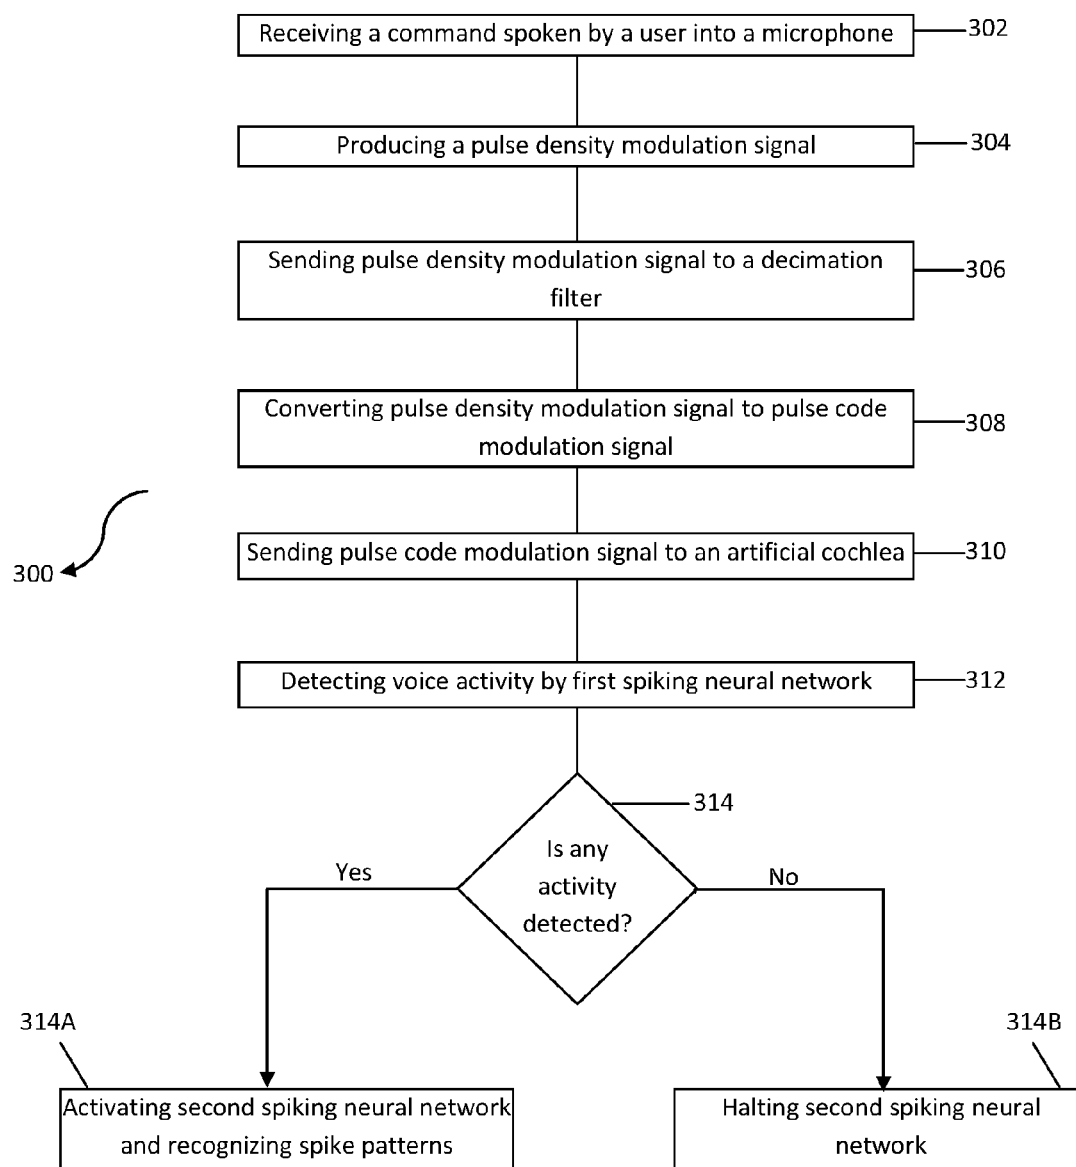 Receiving a command spoken by a user into a microphone
302
Producing a pulse density modulation signal
304
Sending pulse density modulation signal to a decimation
filter
306
Converting pulse density modulation signal to pulse code
modulation signal
308
300
Sending pulse code modulation signal to an artificial cochlea
310
Detecting voice activity by first spiking neural network
312
314
Is any
activity
detected?
Yes
No
314A
314B
Activating second spiking neural network
and recognizing spike patterns
Halting second spiking neural
network